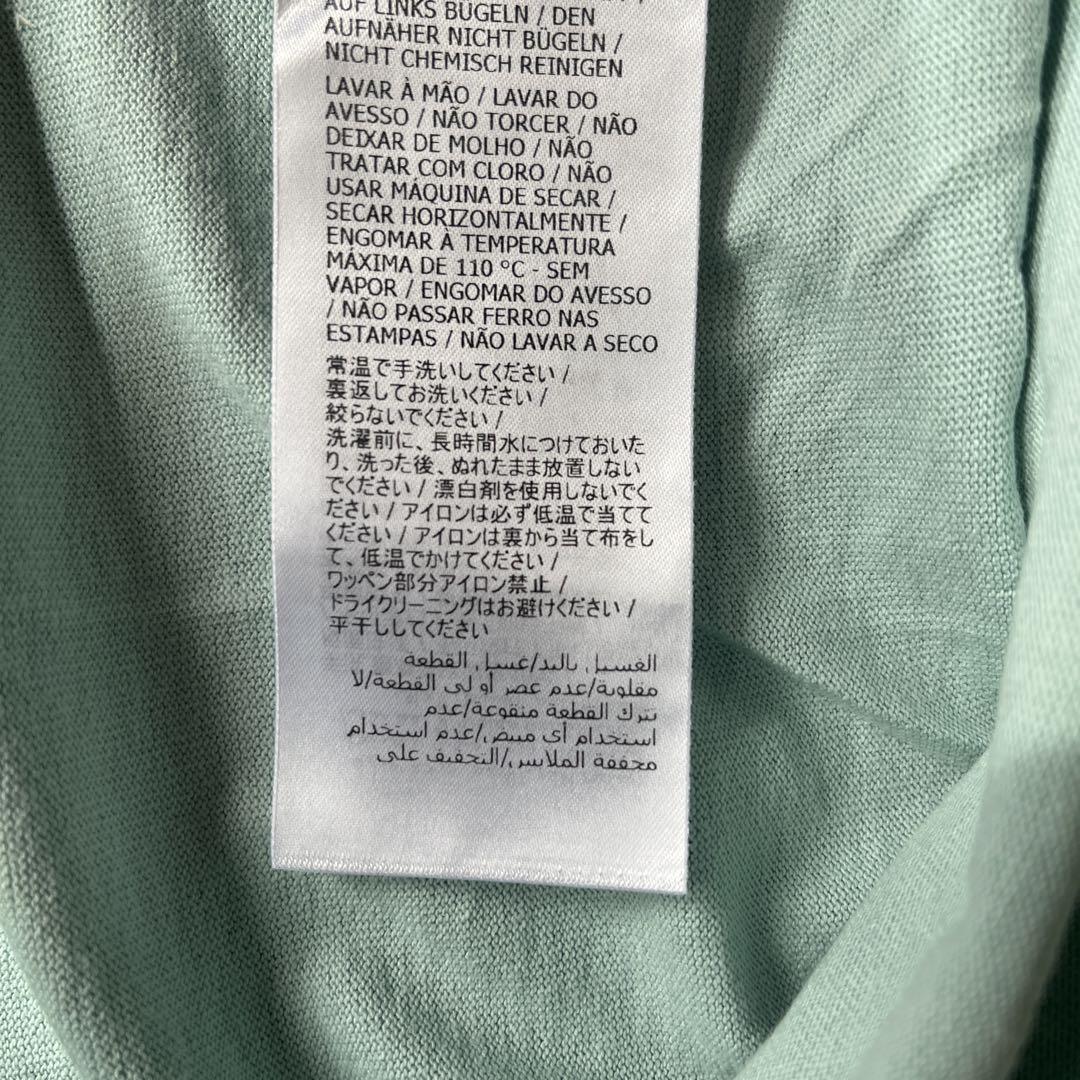 AUF LINKS BÜGELN / DEN
AUFNÄHER NICHT BÜGELN /
NICHT CHEMISCH REINIGEN
LAVAR À MÃO / LAVAR DO
AVESSO / NÃO TORCER / NÃO
DEIXAR DE MOLHO / NÃO
TRATAR COM CLORO / NÃO
USAR MÁQUINA DE SECAR /
SECAR HORIZONTALMENTE /
ENGOMAR À TEMPERATURA
MÁXIMA DE 110 °C - SEM
VAPOR / ENGOMAR DO AVESSO
/ NÃO PASSAR FERRO NAS
ESTAMPAS / NÃO LAVAR A SECO
常温で手洗いしてください /
裏返してお洗いください /
絞らないでください /
洗濯前に、長時間水につけておいた
り、洗った後、ぬれたまま放置しない
でください / 漂白剤を使用しないでく
ださい / アイロンは必ず低温で当てて
ください / アイロンは裏から当て布をし
て、低温でかけてください /
ワッペン部分アイロン禁止 /
ドライクリーニングはお避けください /
平干ししてください
الغسيل باليد/غسل القطعة
مقلوبة/عدم عصر أو لي القطعة/لا
تترك القطعة منقوعة/عدم
استخدام أي مبيض/عدم استخدام
مجففة الملابس/التجفيف على